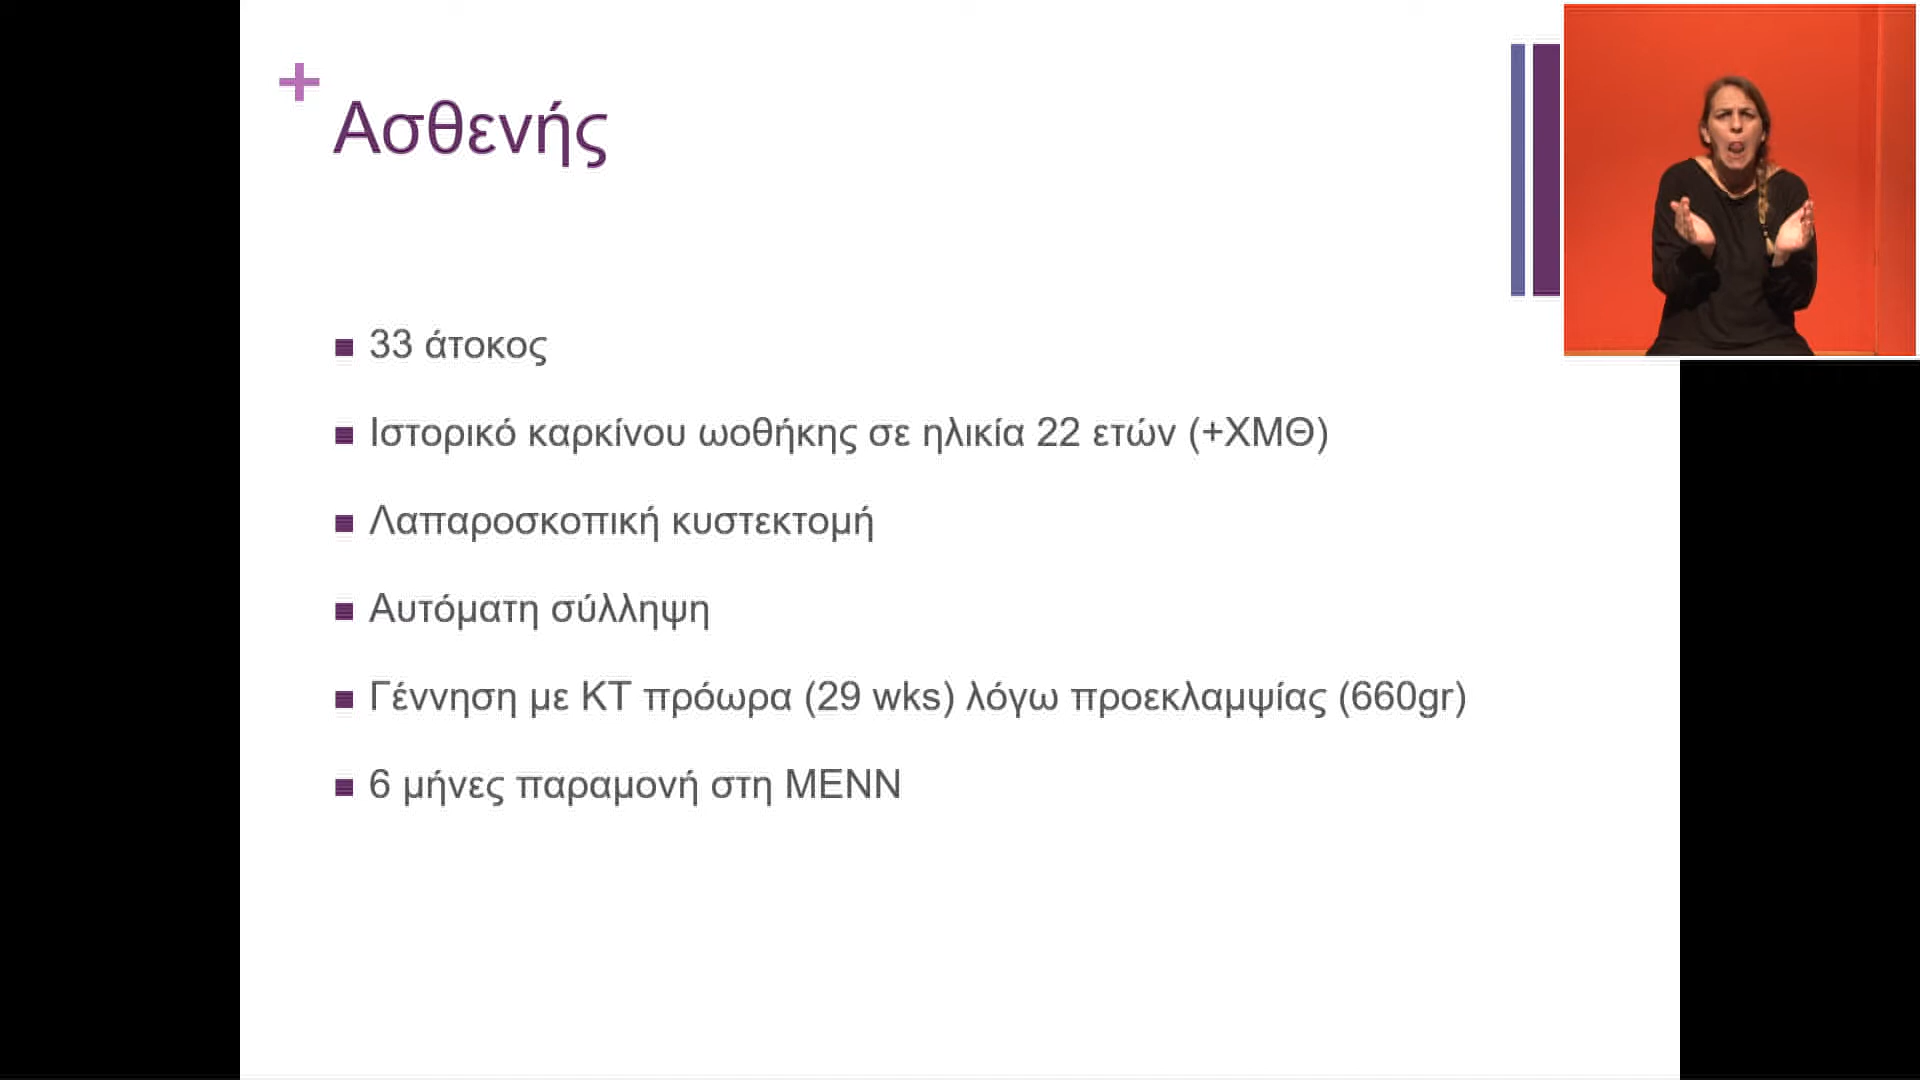 Ασθενής
33 άτοκος
Ιστορικό καρκίνου ωοθήκης σε ηλικία 22 ετών (+ΧΜΘ)
Λαπαροσκοπική κυστεκτομή
Αυτόματη σύλληψη
Γέννηση με ΚΤ πρόωρα (29 wks) λόγω προεκλαμψίας (660gr)
6 μήνες παραμονή στη ΜΕΝΝ